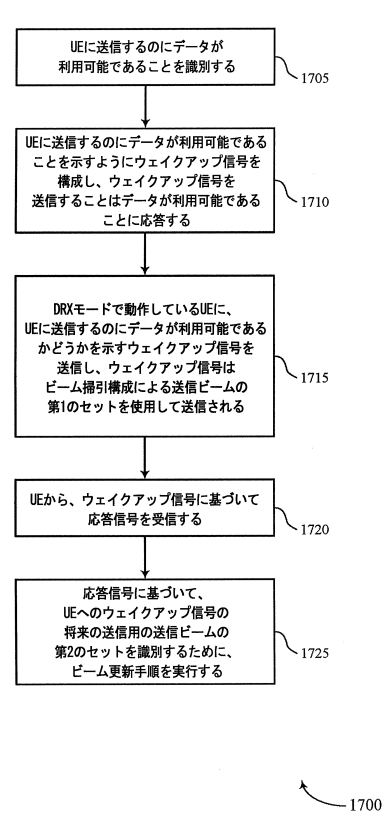 UEに送信するのにデータが
利用可能であることを識別する
1705
UEに送信するのにデータが利用可能である
ことを示すようにウェイクアップ信号を
構成し、ウェイクアップ信号を
送信することはデータが利用可能である
ことに応答する
1710
DRXモードで動作しているUEに、
UEに送信するのにデータが利用可能である
かどうかを示すウェイクアップ信号を
送信し、ウェイクアップ信号は
ビーム掃引構成による送信ビームの
第1のセットを使用して送信される
1715
UEから、ウェイクアップ信号に基づいて
応答信号を受信する
1720
応答信号に基づいて、
UEへのウェイクアップ信号の
将来の送信用の送信ビームの
第2のセットを識別するために、
ビーム更新手順を実行する
1725
1700